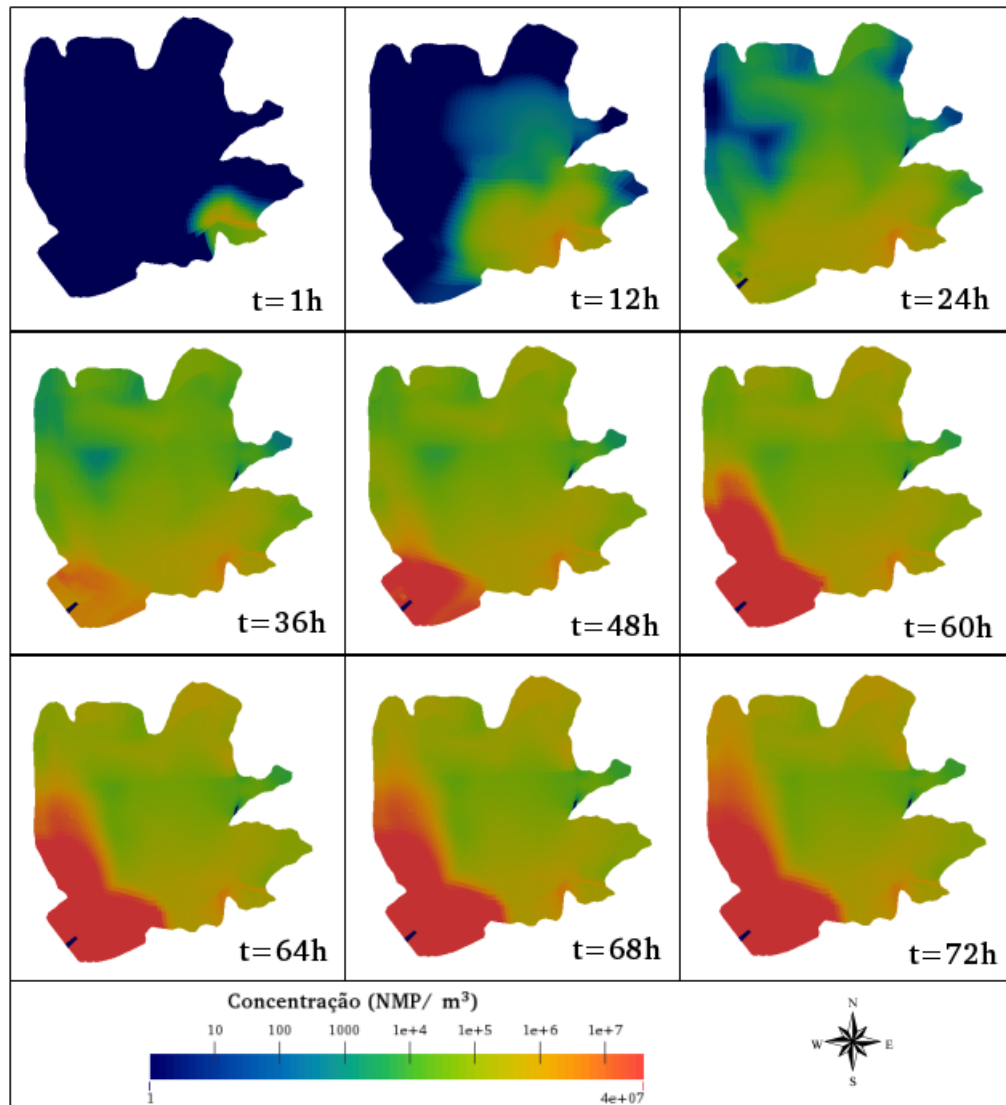 t=1h
t=12h
t=24h
t=36h
t=48h
t=60h
t=64h
t=68h
t=72h
Concentração (NMP/ m³)
10 100 1000 1e+4 1e+5 1e+6 1e+7
1 4e+07
N
W E
S